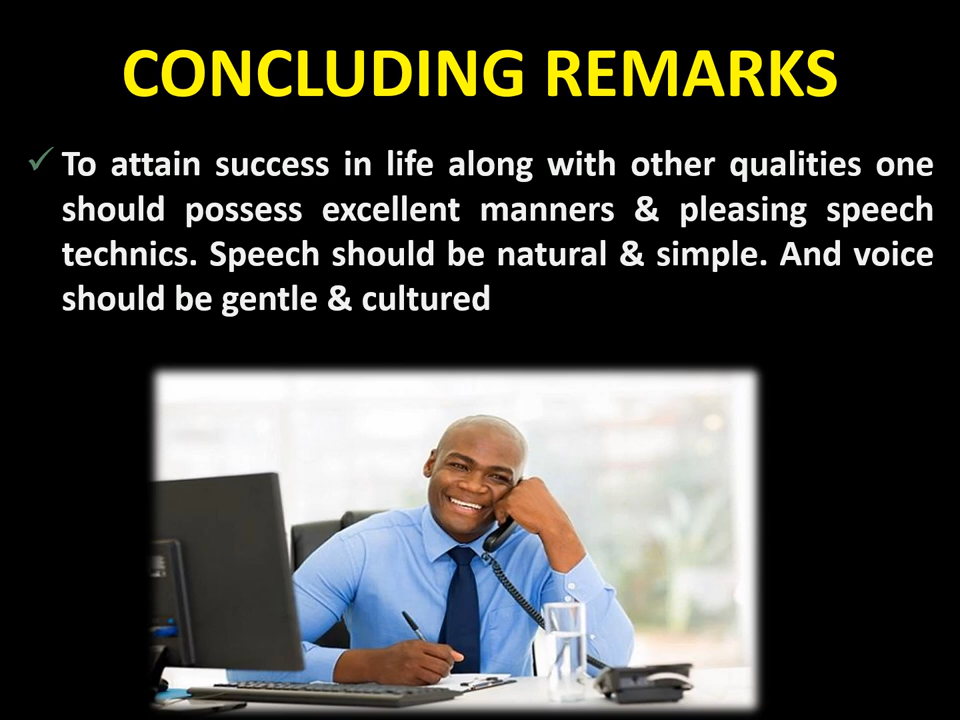 CONCLUDING REMARKS
To attain success in life along with other qualities one
should possess excellent manners & pleasing speech
technics. Speech should be natural & simple. And voice
should be gentle & cultured